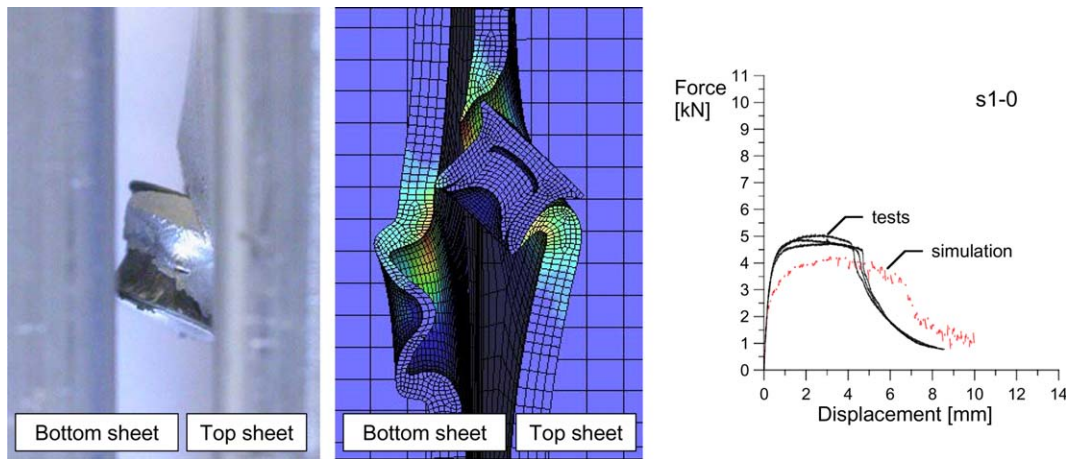 Bottom sheet
Top sheet
Bottom sheet
Top sheet
Force
[kN]
s1-0
11
10
9
8
7
6
5
4
3
2
1
0
tests
simulation
0 2 4 6 8 10 12 14
Displacement [mm]